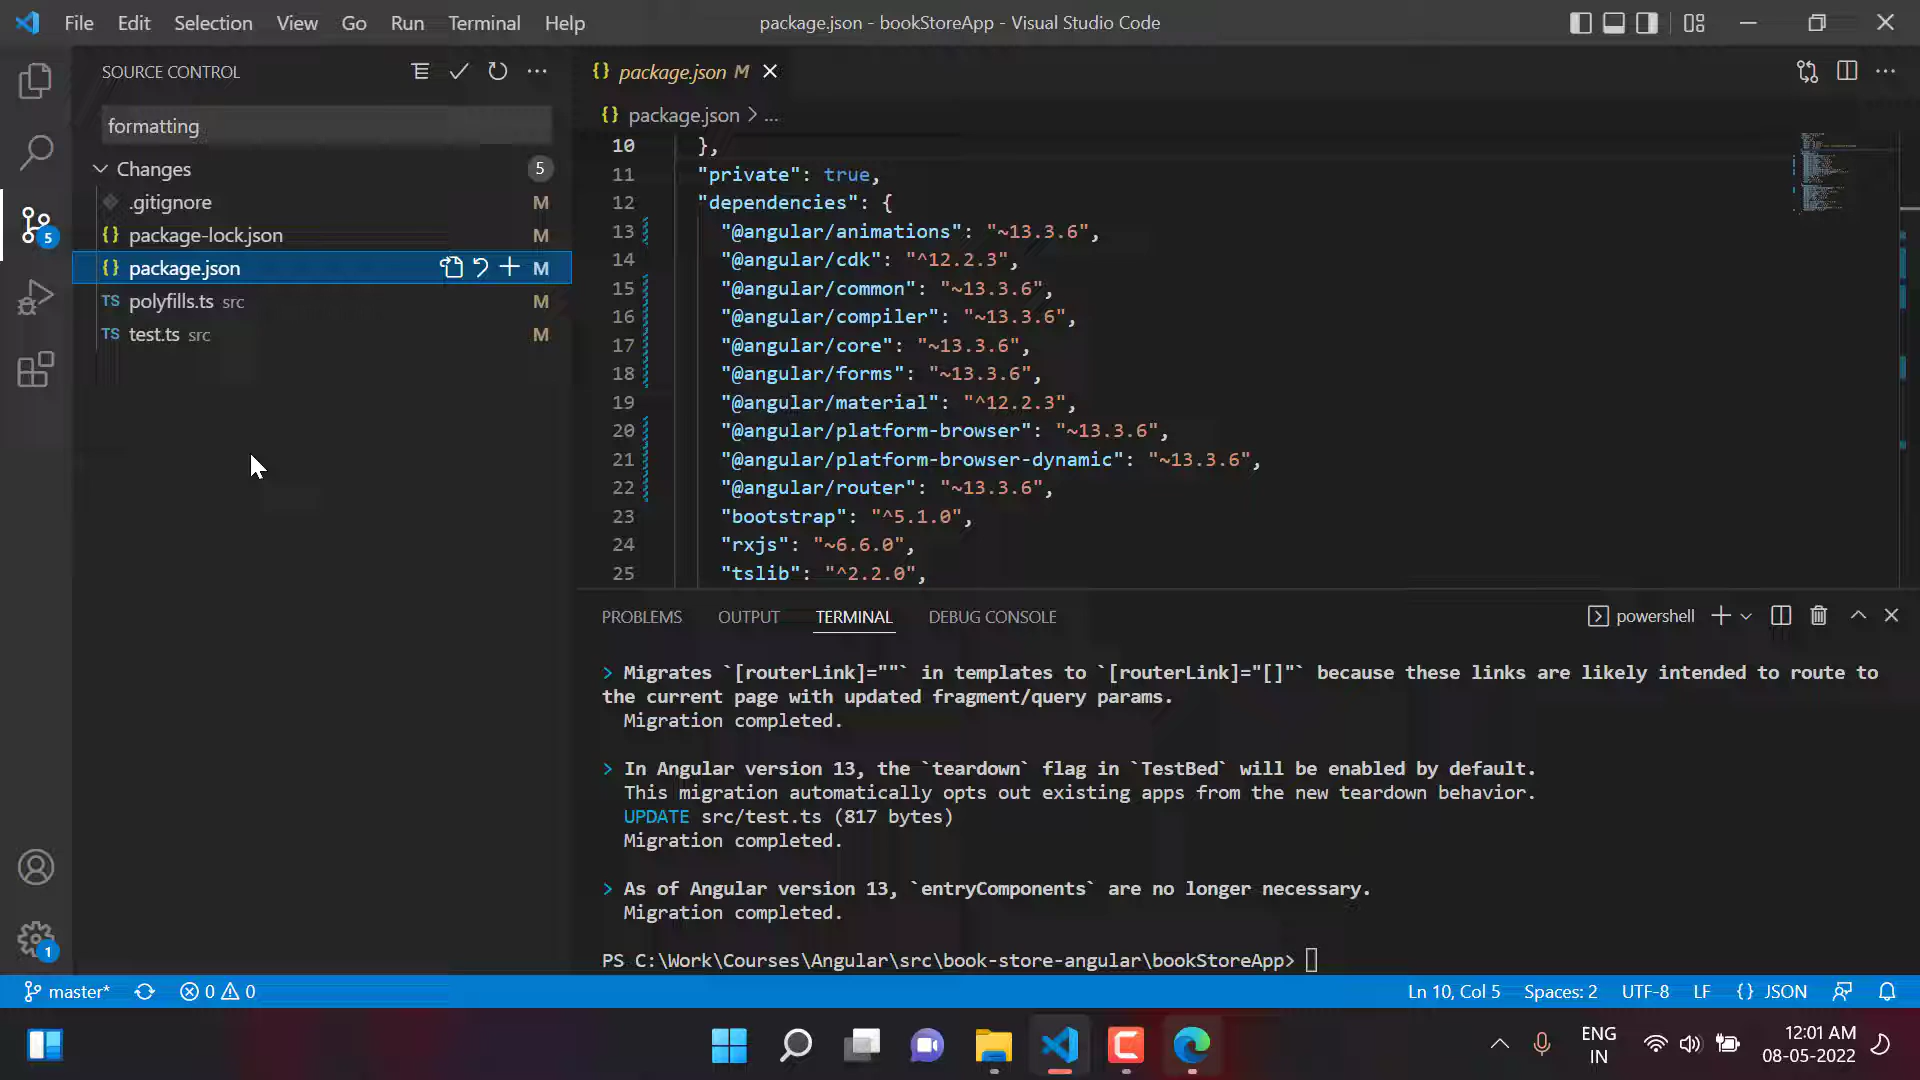 File Edit Selection View Go Run Terminal Help
package.json - bookStoreApp - Visual Studio Code
SOURCE CONTROL
formatting
Changes 5
.gitignore M
{} package-lock.json M
{} package.json M
TS polyfills.ts src M
TS test.ts src M
5
1
{} package.json M
{} package.json > ...
10 },
11 "private": true,
12 "dependencies": {
13 "@angular/animations": "~13.3.6",
14 "@angular/cdk": "^12.2.3",
15 "@angular/common": "~13.3.6",
16 "@angular/compiler": "~13.3.6",
17 "@angular/core": "~13.3.6",
18 "@angular/forms": "~13.3.6",
19 "@angular/material": "^12.2.3",
20 "@angular/platform-browser": "~13.3.6",
21 "@angular/platform-browser-dynamic": "~13.3.6",
22 "@angular/router": "~13.3.6",
23 "bootstrap": "^5.1.0",
24 "rxjs": "~6.6.0",
25 "tslib": "^2.2.0",
PROBLEMS OUTPUT TERMINAL DEBUG CONSOLE
powershell
> Migrates `[routerLink]=""` in templates to `[routerLink]="[]"` because these links are likely intended to route to
the current page with updated fragment/query params.
Migration completed.
> In Angular version 13, the `teardown` flag in `TestBed` will be enabled by default.
This migration automatically opts out existing apps from the new teardown behavior.
UPDATE src/test.ts (817 bytes)
Migration completed.
> As of Angular version 13, `entryComponents` are no longer necessary.
Migration completed.
PS C:\Work\Courses\Angular\src\book-store-angular\bookStoreApp>
master* 0 0
Ln 10, Col 5 Spaces: 2 UTF-8 LF {} JSON
ENG
IN
12:01 AM
08-05-2022